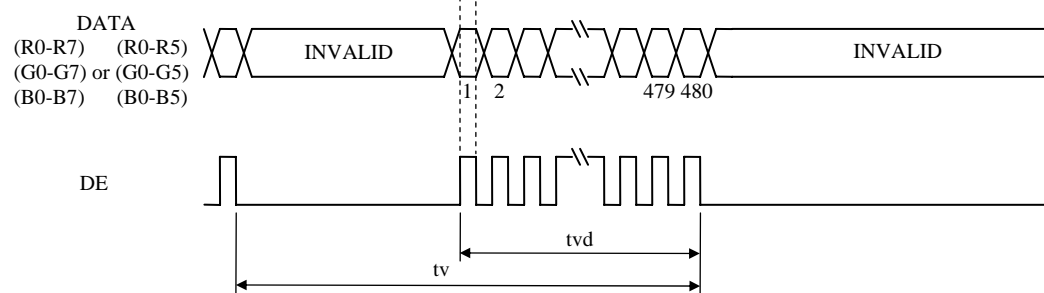 DATA
(R0-R7) (R0-R5)
(G0-G7) or (G0-G5)
(B0-B7) (B0-B5)
INVALID
INVALID
1 2 479 480
DE
tvd
tv